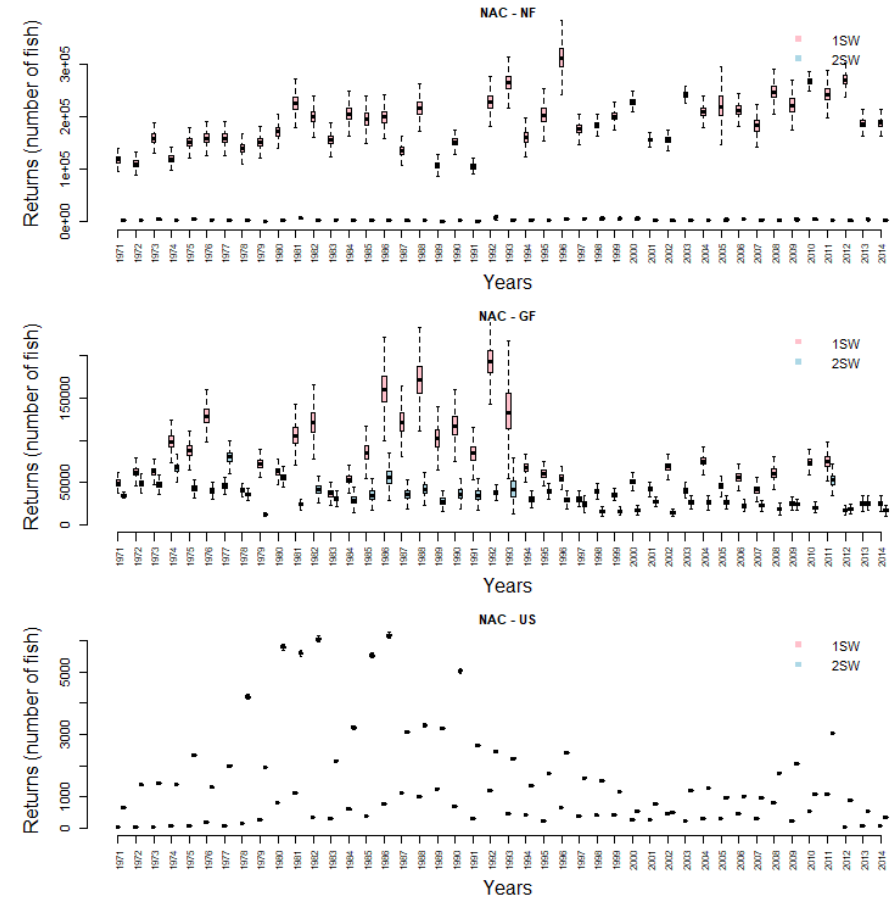 NAC - NF
Returns (number of fish)
0e+00 1e+05 2e+05 3e+05
1SW
2SW
1971 1972 1973 1974 1975 1976 1977 1978 1979 1980 1981 1982 1983 1984 1985 1986 1987 1988 1989 1990 1991 1992 1993 1994 1995 1996 1997 1998 1999 2000 2001 2002 2003 2004 2005 2006 2007 2008 2009 2010 2011 2012 2013 2014
Years
NAC - GF
Returns (number of fish)
0 50000 150000
1SW
2SW
1971 1972 1973 1974 1975 1976 1977 1978 1979 1980 1981 1982 1983 1984 1985 1986 1987 1988 1989 1990 1991 1992 1993 1994 1995 1996 1997 1998 1999 2000 2001 2002 2003 2004 2005 2006 2007 2008 2009 2010 2011 2012 2013 2014
Years
NAC - US
Returns (number of fish)
0 1000 3000 5000
1SW
2SW
1971 1972 1973 1974 1975 1976 1977 1978 1979 1980 1981 1982 1983 1984 1985 1986 1987 1988 1989 1990 1991 1992 1993 1994 1995 1996 1997 1998 1999 2000 2001 2002 2003 2004 2005 2006 2007 2008 2009 2010 2011 2012 2013 2014
Years